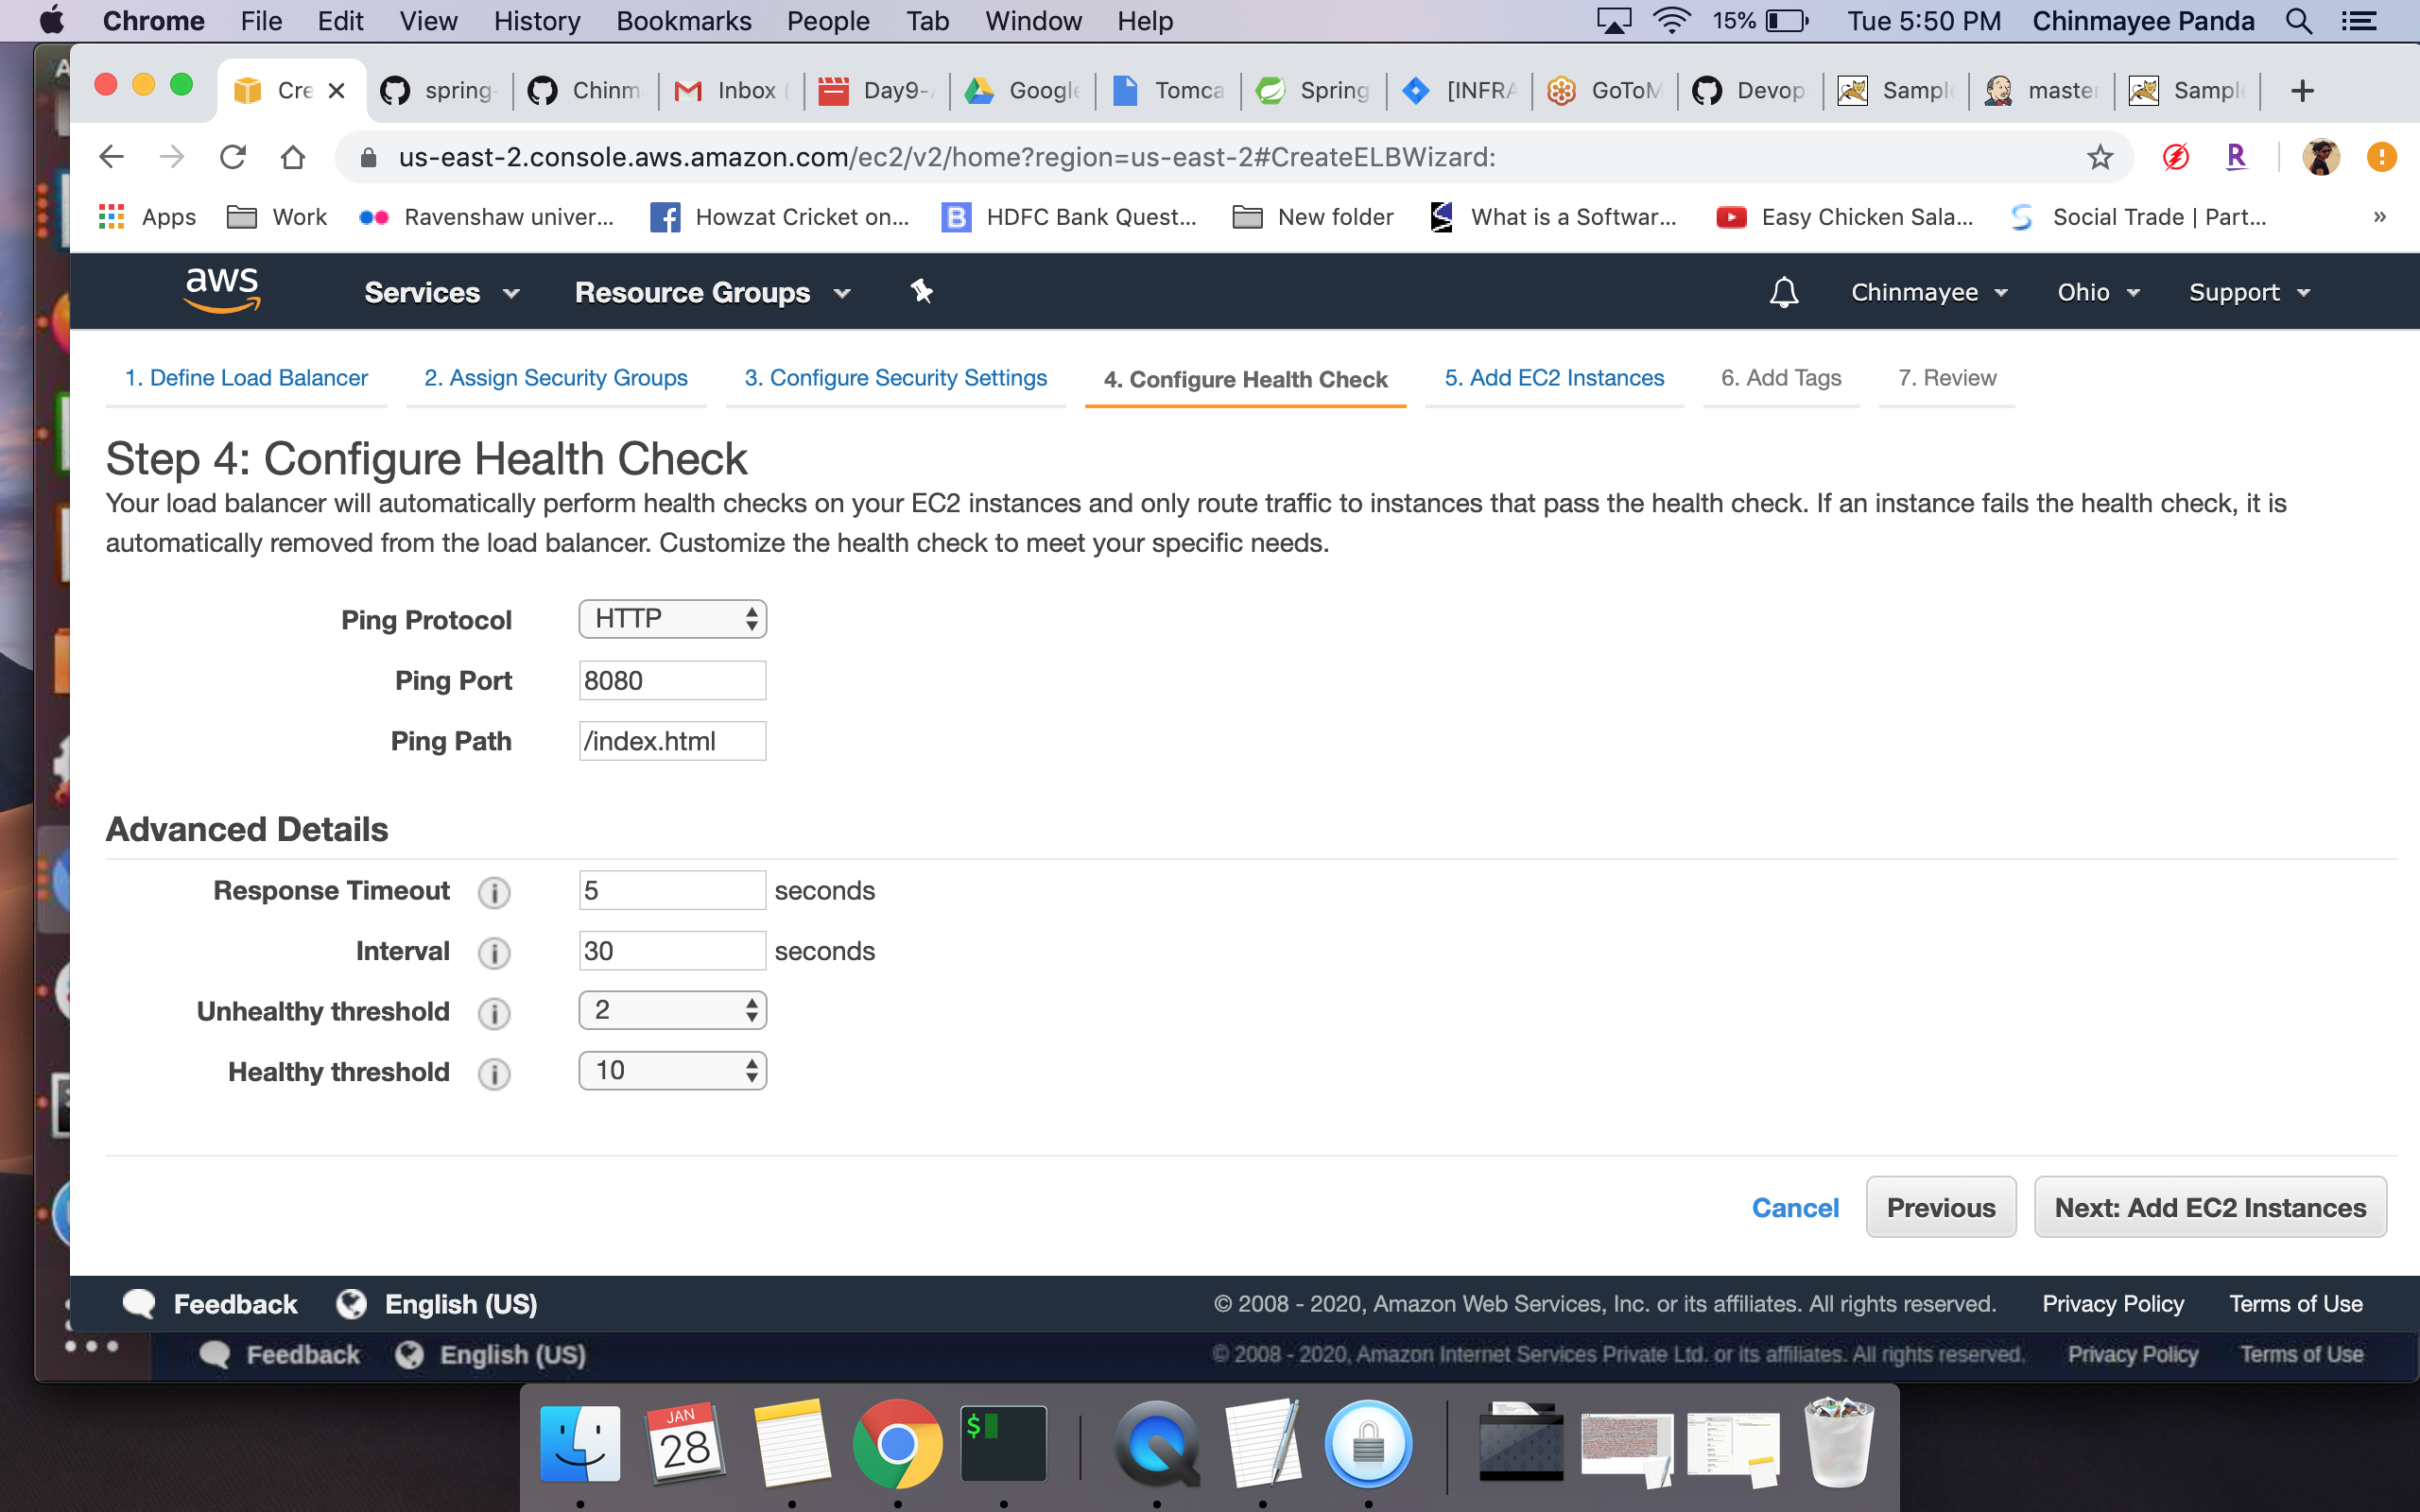 Chrome File Edit View History Bookmarks People Tab Window Help 15% Tue 5:50 PM Chinmayee Panda
Cre spring- Chinm Inbox ( Day9- Google Tomca Spring [INFRA GoToM Devop Sample master Sample
us-east-2.console.aws.amazon.com/ec2/v2/home?region=us-east-2#CreateELBWizard:
Apps Work Ravenshaw univer... Howzat Cricket on... HDFC Bank Quest... New folder What is a Softwar... Easy Chicken Sala... Social Trade | Part... »
aws Services Resource Groups Chinmayee Ohio Support
1. Define Load Balancer 2. Assign Security Groups 3. Configure Security Settings 4. Configure Health Check 5. Add EC2 Instances 6. Add Tags 7. Review
Step 4: Configure Health Check
Your load balancer will automatically perform health checks on your EC2 instances and only route traffic to instances that pass the health check. If an instance fails the health check, it is
automatically removed from the load balancer. Customize the health check to meet your specific needs.
Ping Protocol HTTP
Ping Port 8080
Ping Path /index.html
Advanced Details
Response Timeout 5 seconds
Interval 30 seconds
Unhealthy threshold 2
Healthy threshold 10
Cancel Previous Next: Add EC2 Instances
Feedback English (US) © 2008 - 2020, Amazon Web Services, Inc. or its affiliates. All rights reserved. Privacy Policy Terms of Use
Feedback English (US) © 2008 - 2020, Amazon Internet Services Private Ltd. or its affiliates. All rights reserved. Privacy Policy Terms of Use
JAN
28
$